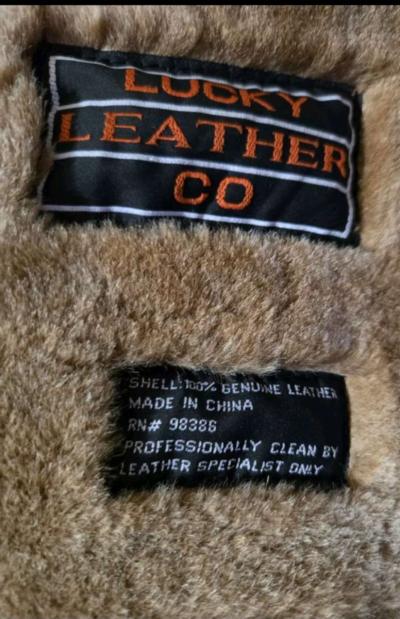 LUCKY
LEATHER
CO
SHELL: 100% GENUINE LEATHER
MADE IN CHINA
RN# 98386
PROFESSIONALLY CLEAN BY
LEATHER SPECIALIST ONLY